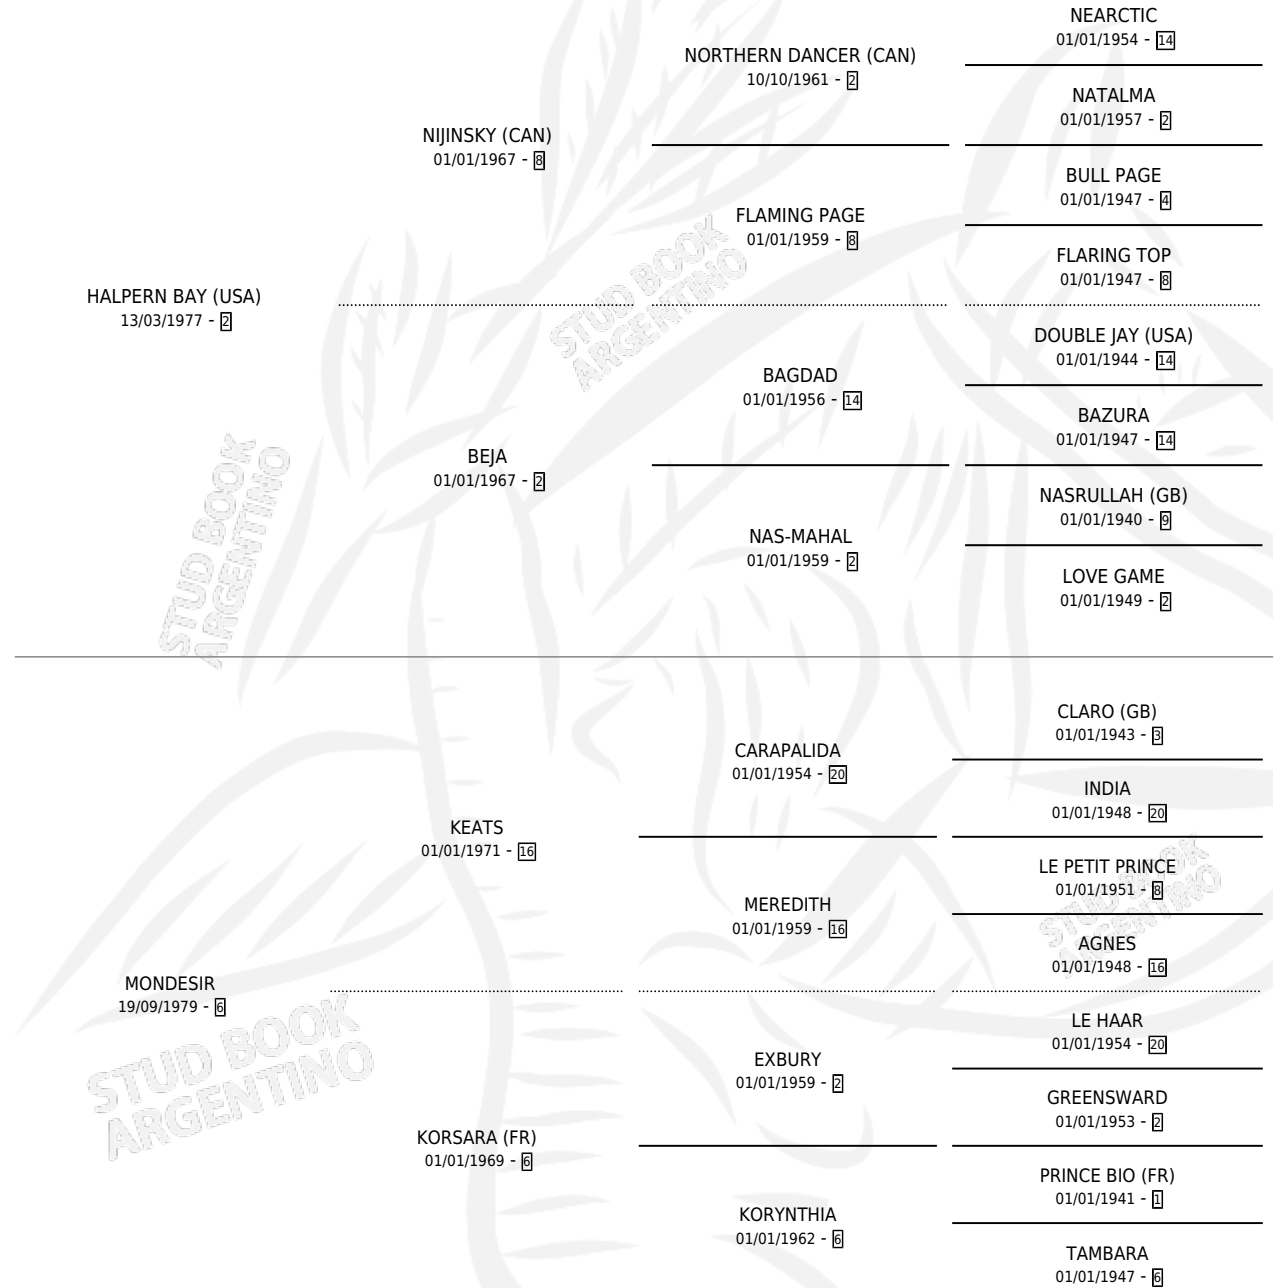 NEARCTIC
01/01/1954 - 14
NORTHERN DANCER (CAN)
10/10/1961 - 2
NATALMA
01/01/1957 - 2
NIJINSKY (CAN)
01/01/1967 - 8
BULL PAGE
01/01/1947 - 4
FLAMING PAGE
01/01/1959 - 8
FLARING TOP
01/01/1947 - 8
HALPERN BAY (USA)
13/03/1977 - 2
STUD BOOK
ARGENTINO
DOUBLE JAY (USA)
01/01/1944 - 14
BAGDAD
01/01/1956 - 14
BAZURA
01/01/1947 - 14
BEJA
01/01/1967 - 2
NASRULLAH (GB)
01/01/1940 - 9
NAS-MAHAL
01/01/1959 - 2
LOVE GAME
01/01/1949 - 2
STUD BOOK
ARGENTINO
CLARO (GB)
01/01/1943 - 3
CARAPALIDA
01/01/1954 - 20
INDIA
01/01/1948 - 20
KEATS
01/01/1971 - 16
LE PETIT PRINCE
01/01/1951 - 8
MEREDITH
01/01/1959 - 16
STUD BOOK
ARGENTINO
AGNES
01/01/1948 - 16
MONDESIR
19/09/1979 - 6
LE HAAR
01/01/1954 - 20
EXBURY
01/01/1959 - 2
GREENSWARD
01/01/1953 - 2
STUD BOOK
ARGENTINO
KORSARA (FR)
01/01/1969 - 6
PRINCE BIO (FR)
01/01/1941 - 1
KORYNTHIA
01/01/1962 - 6
TAMBARA
01/01/1947 - 6